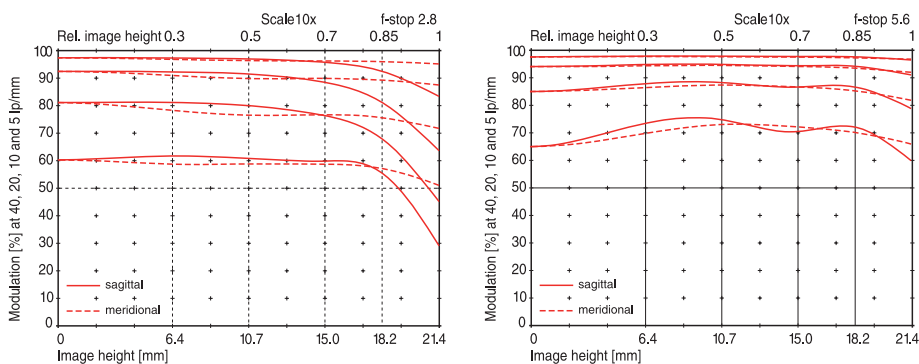 Scale10x f-stop 2.8
Rel. image height 0.3 0.5 0.7 0.85 1
Modulation [%] at 40, 20, 10 and 5 lp/mm
100
90
80
70
60
50
40
30
20
10
0
sagittal
meridional
0 6.4 10.7 15.0 18.2 21.4
Image height [mm]
Scale10x f-stop 5.6
Rel. image height 0.3 0.5 0.7 0.85 1
Modulation [%] at 40, 20, 10 and 5 lp/mm
100
90
80
70
60
50
40
30
20
10
0
sagittal
meridional
0 6.4 10.7 15.0 18.2 21.4
Image height [mm]